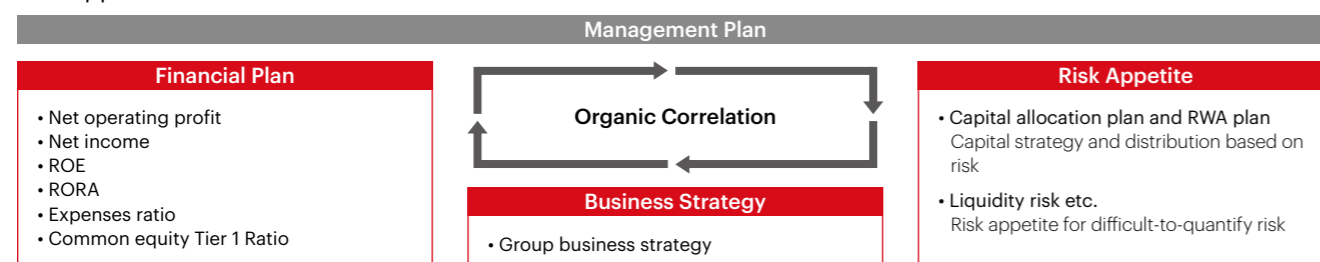 Management Plan
Financial Plan
• Net operating profit
• Net income
• ROE
• RORA
• Expenses ratio
• Common equity Tier 1 Ratio
Organic Correlation
Business Strategy
• Group business strategy
Risk Appetite
• Capital allocation plan and RWA plan
Capital strategy and distribution based on
risk
• Liquidity risk etc.
Risk appetite for difficult-to-quantify risk